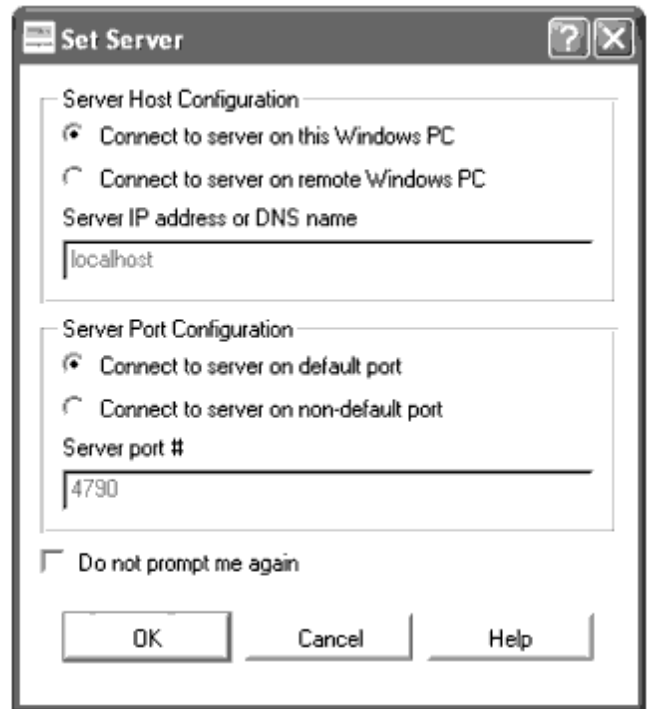 Set Server
Server Host Configuration
Connect to server on this Windows PC
Connect to server on remote Windows PC
Server IP address or DNS name
localhost
Server Port Configuration
Connect to server on default port
Connect to server on non-default port
Server port #
4790
Do not prompt me again
OK Cancel Help